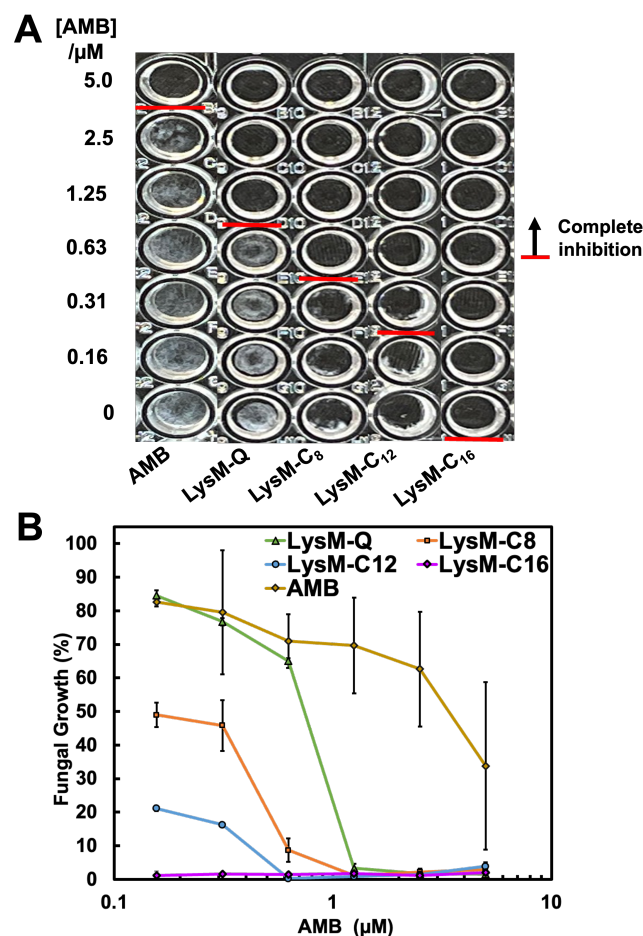 A
[AMB]
/µM
5.0
2.5
1.25
0.63
0.31
0.16
0
Complete
inhibition
AMB
LysM-Q
LysM-C8
LysM-C12
LysM-C16
B
Fungal Growth (%)
100
90
80
70
60
50
40
30
20
10
0
LysM-Q
LysM-C8
LysM-C12
LysM-C16
AMB
0.1
1
10
AMB (µM)